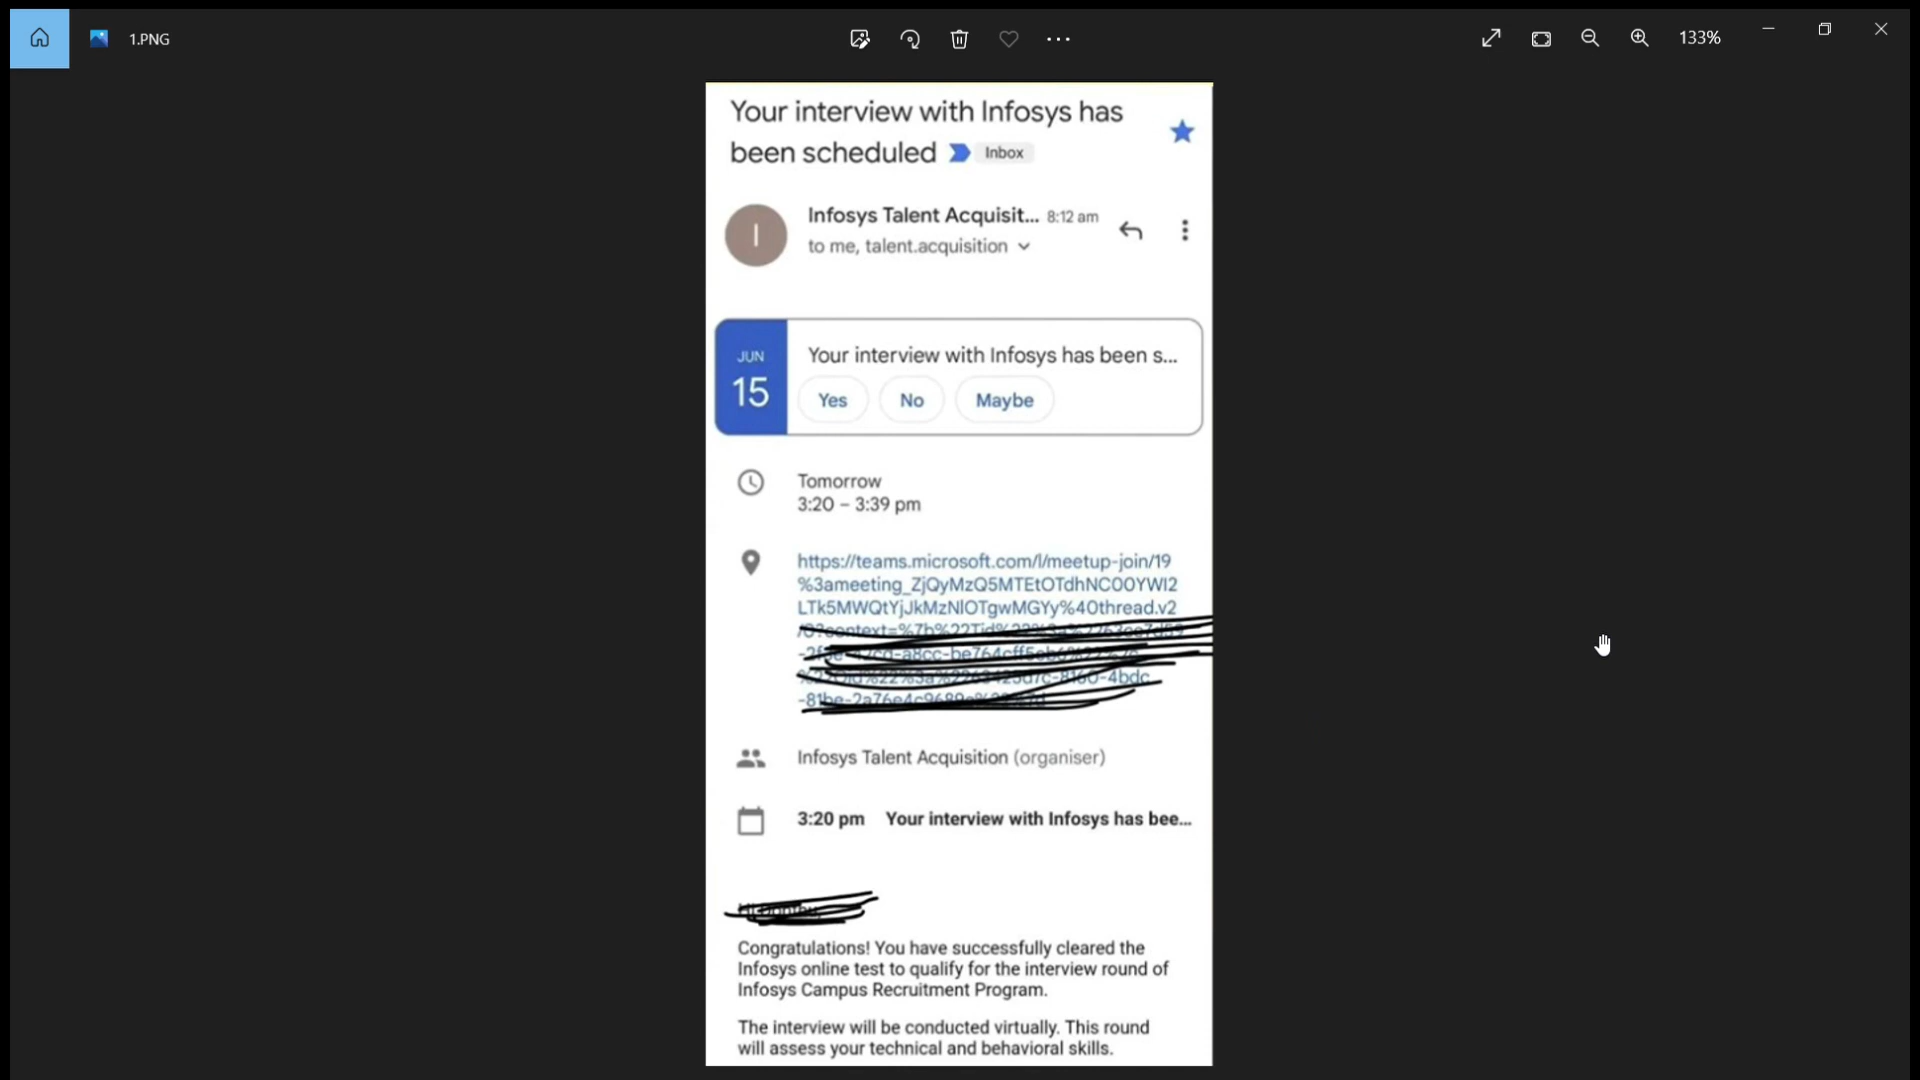 1.PNG
133%
Your interview with Infosys has
been scheduled Inbox
Infosys Talent Acquisit... 8:12 am
I
to me, talent.acquisition
JUN
15
Your interview with Infosys has been s...
Yes No Maybe
Tomorrow
3:20 – 3:39 pm
https://teams.microsoft.com/l/meetup-join/19
%3ameeting_ZjQyMzQ5MTEtOTdhNC00YWI2
LTk5MWQtYjJkMzNlOTgwMGYy%40thread.v2
Infosys Talent Acquisition (organiser)
3:20 pm Your interview with Infosys has bee...
Congratulations! You have successfully cleared the
Infosys online test to qualify for the interview round of
Infosys Campus Recruitment Program.
The interview will be conducted virtually. This round
will assess your technical and behavioral skills.